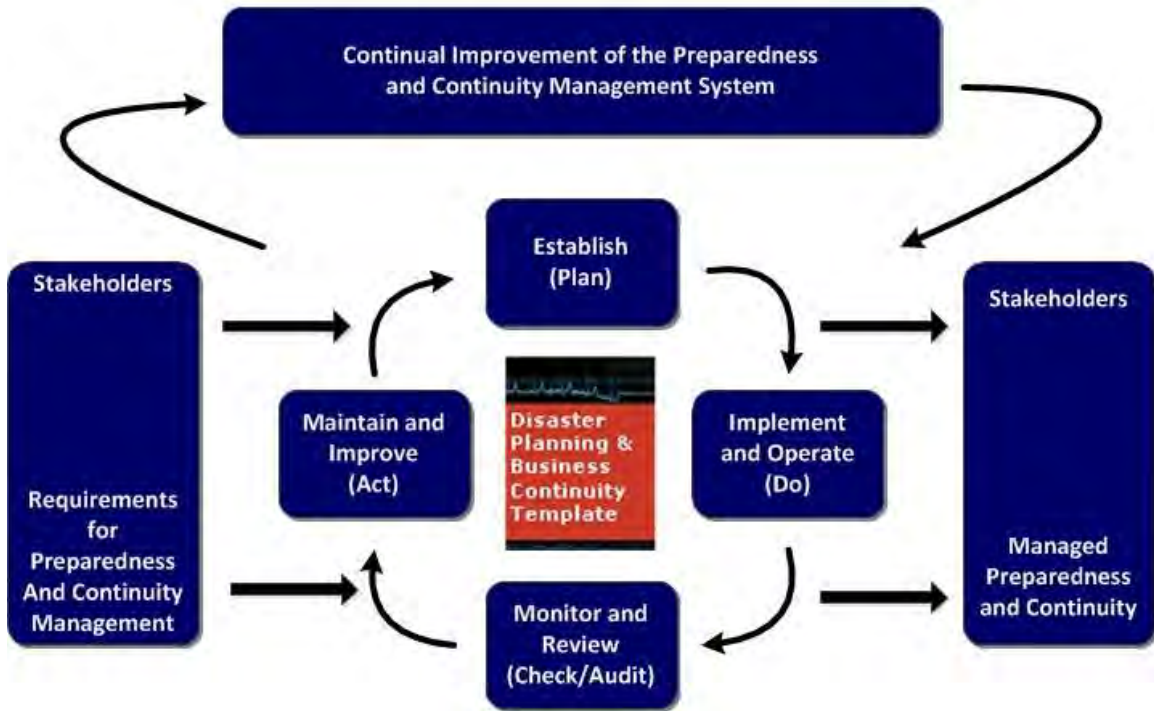 Continual Improvement of the Preparedness
and Continuity Management System
Establish
(Plan)
Stakeholders
Requirements
for
Preparedness
And Continuity
Management
Maintain and
Improve
(Act)
Disaster
Planning &
Business
Continuity
Template
Implement
and Operate
(Do)
Stakeholders
Managed
Preparedness
and Continuity
Monitor and
Review
(Check/Audit)